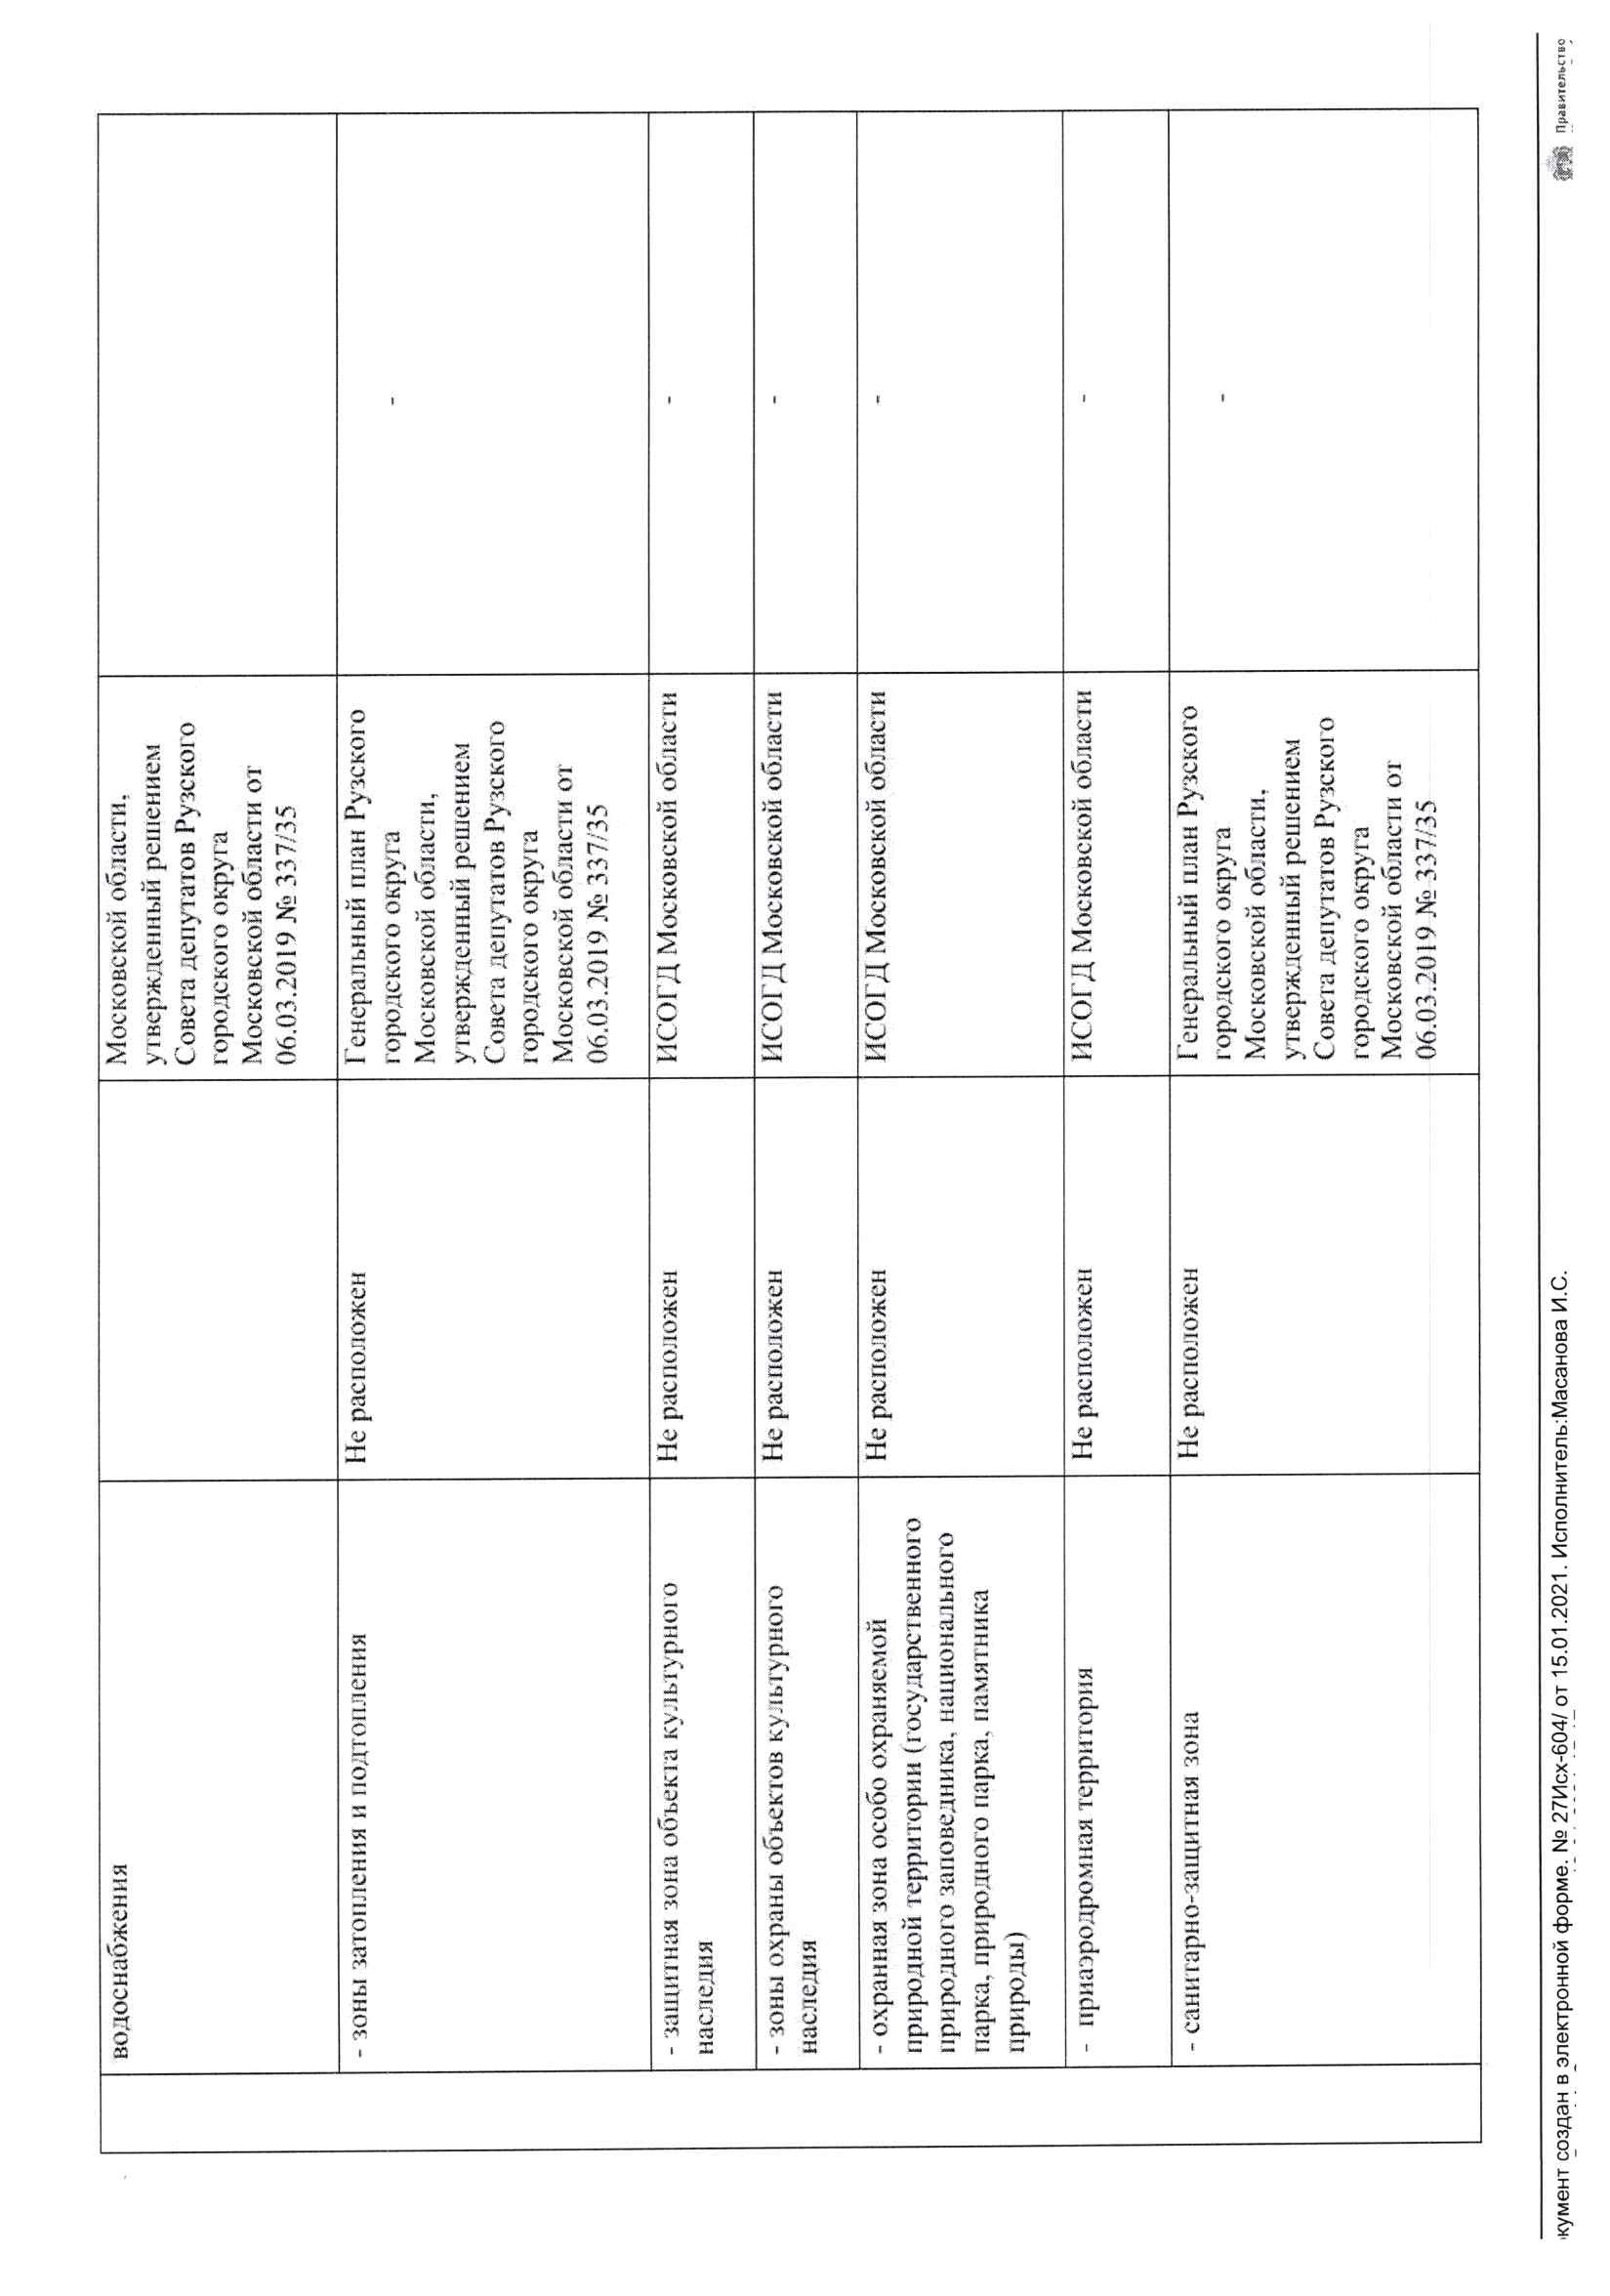 водоснабжения
Московской области,
утвержденный решением
Совета депутатов Рузского
городского округа
Московской области от
06.03.2019 № 337/35
- зоны затопления и подтопления
Не расположен
Генеральный план Рузского
городского округа
Московской области,
утвержденный решением
Совета депутатов Рузского
городского округа
Московской области от
06.03.2019 № 337/35
-
- защитная зона объекта культурного
наследия
Не расположен
ИСОГД Московской области
-
- зоны охраны объектов культурного
наследия
Не расположен
ИСОГД Московской области
-
- охранная зона особо охраняемой
природной территории (государственного
природного заповедника, национального
парка, природного парка, памятника
природы)
Не расположен
ИСОГД Московской области
-
- приаэродромная территория
Не расположен
ИСОГД Московской области
-
- санитарно-защитная зона
Не расположен
Генеральный план Рузского
городского округа
Московской области,
утвержденный решением
Совета депутатов Рузского
городского округа
Московской области от
06.03.2019 № 337/35
-
кумент создан в электронной форме. № 27Исх-604/ от 15.01.2021. Исполнитель:Масанова И.С.
Правительство